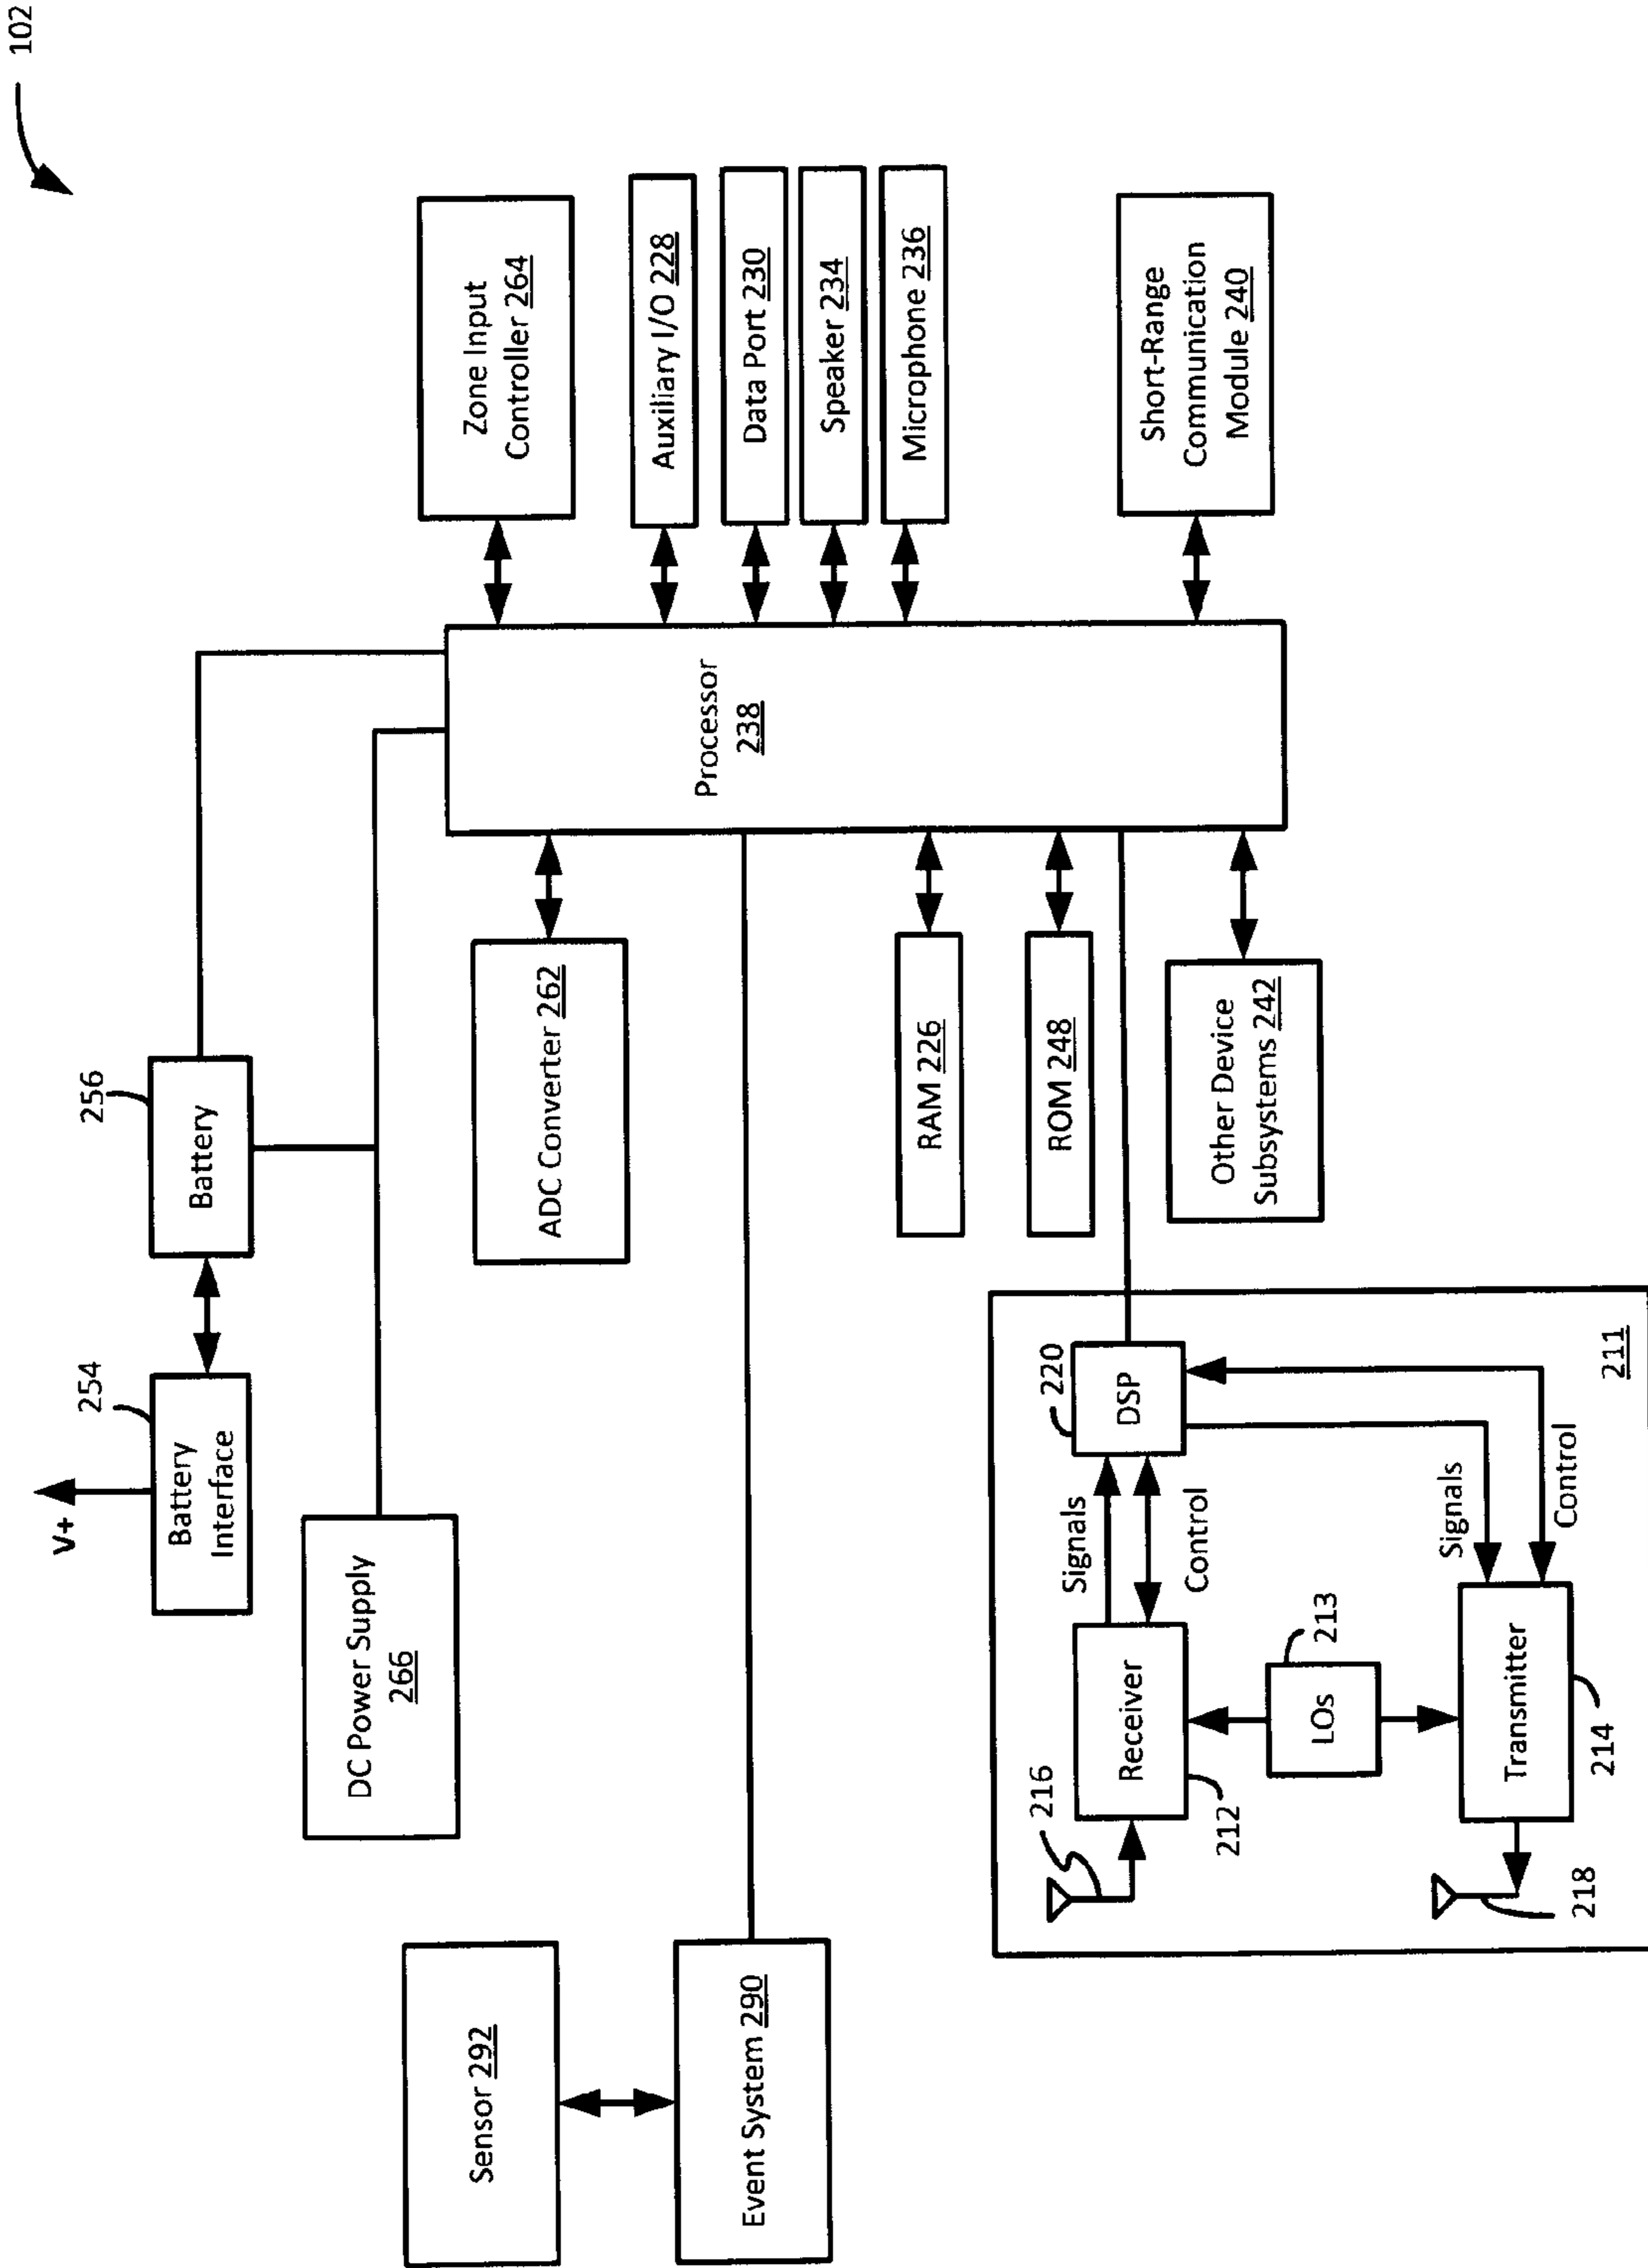 102
V+
254
Battery
Interface
256
Battery
DC Power Supply
266
Zone Input
Controller 264
Sensor 292
ADC Converter 262
Processor
238
Auxiliary I/O 228
Data Port 230
Speaker 234
Microphone 236
Event System 290
RAM 226
ROM 248
Other Device
Subsystems 242
Short-Range
Communication
Module 240
216
Receiver
212
Signals
Control
220
DSP
LOs
213
218
Transmitter
214
Signals
Control
211